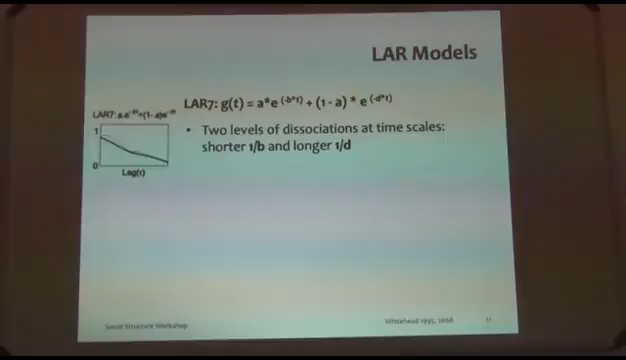 LAR Models
LAR7: g(t) = a*e (-b*t) + (1 - a) * e (-d*t)
1
0
Lag(t)
• Two levels of dissociations at time scales:
shorter 1/b and longer 1/d
Social Structure Workshop
Whitehead 1995, 2008